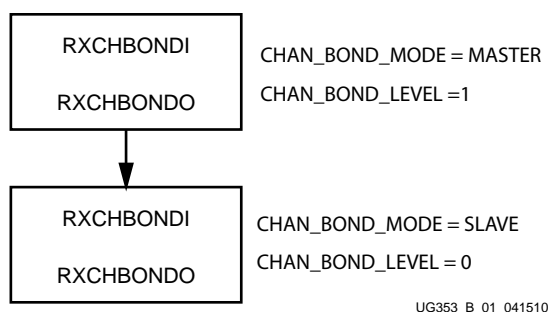 RXCHBONDI
RXCHBONDO
CHAN_BOND_MODE = MASTER
CHAN_BOND_LEVEL =1
RXCHBONDI
RXCHBONDO
CHAN_BOND_MODE = SLAVE
CHAN_BOND_LEVEL = 0
UG353_B_01_041510